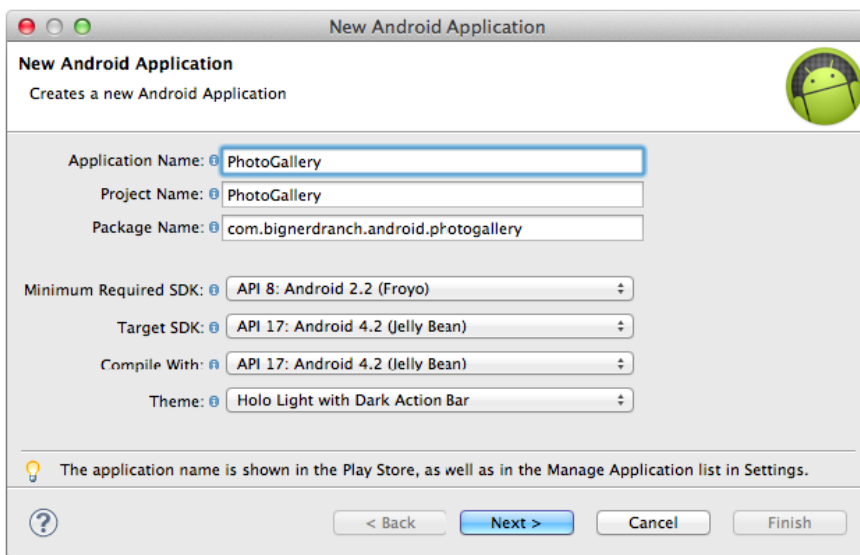 New Android Application
New Android Application
Creates a new Android Application
Application Name: PhotoGallery
Project Name: PhotoGallery
Package Name: com.bignerdranch.android.photogallery
Minimum Required SDK: API 8: Android 2.2 (Froyo)
Target SDK: API 17: Android 4.2 (Jelly Bean)
Compile With: API 17: Android 4.2 (Jelly Bean)
Theme: Holo Light with Dark Action Bar
The application name is shown in the Play Store, as well as in the Manage Application list in Settings.
? < Back Next > Cancel Finish